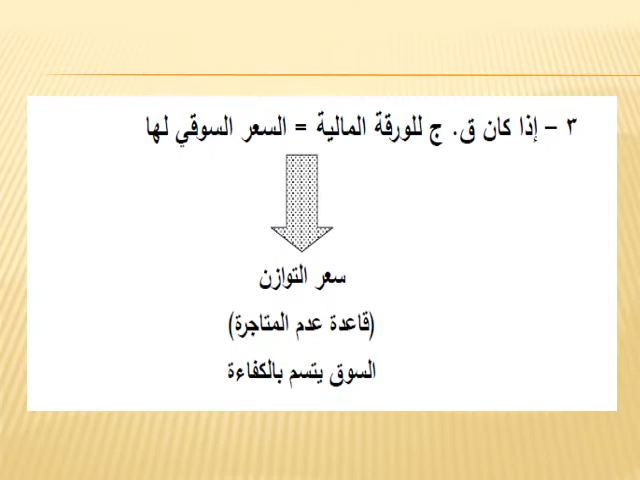 ٣ – إذا كان ق. ج للورقة المالية = السعر السوقي لها
سعر التوازن
(قاعدة عدم المتاجرة)
السوق يتسم بالكفاءة